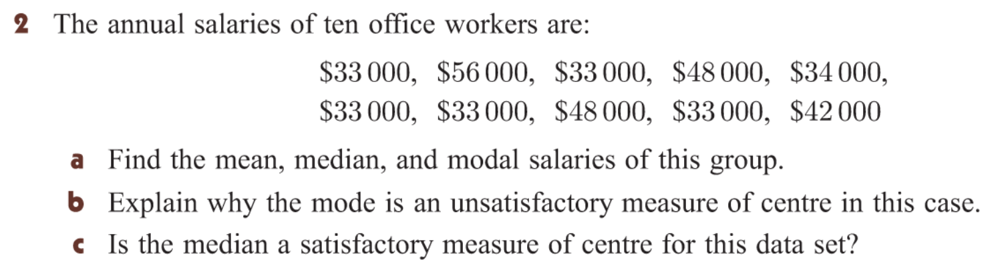 2 The annual salaries of ten office workers are:
$33 000, $56 000, $33 000, $48 000, $34 000,
$33 000, $33 000, $48 000, $33 000, $42 000
a Find the mean, median, and modal salaries of this group.
b Explain why the mode is an unsatisfactory measure of centre in this case.
c Is the median a satisfactory measure of centre for this data set?